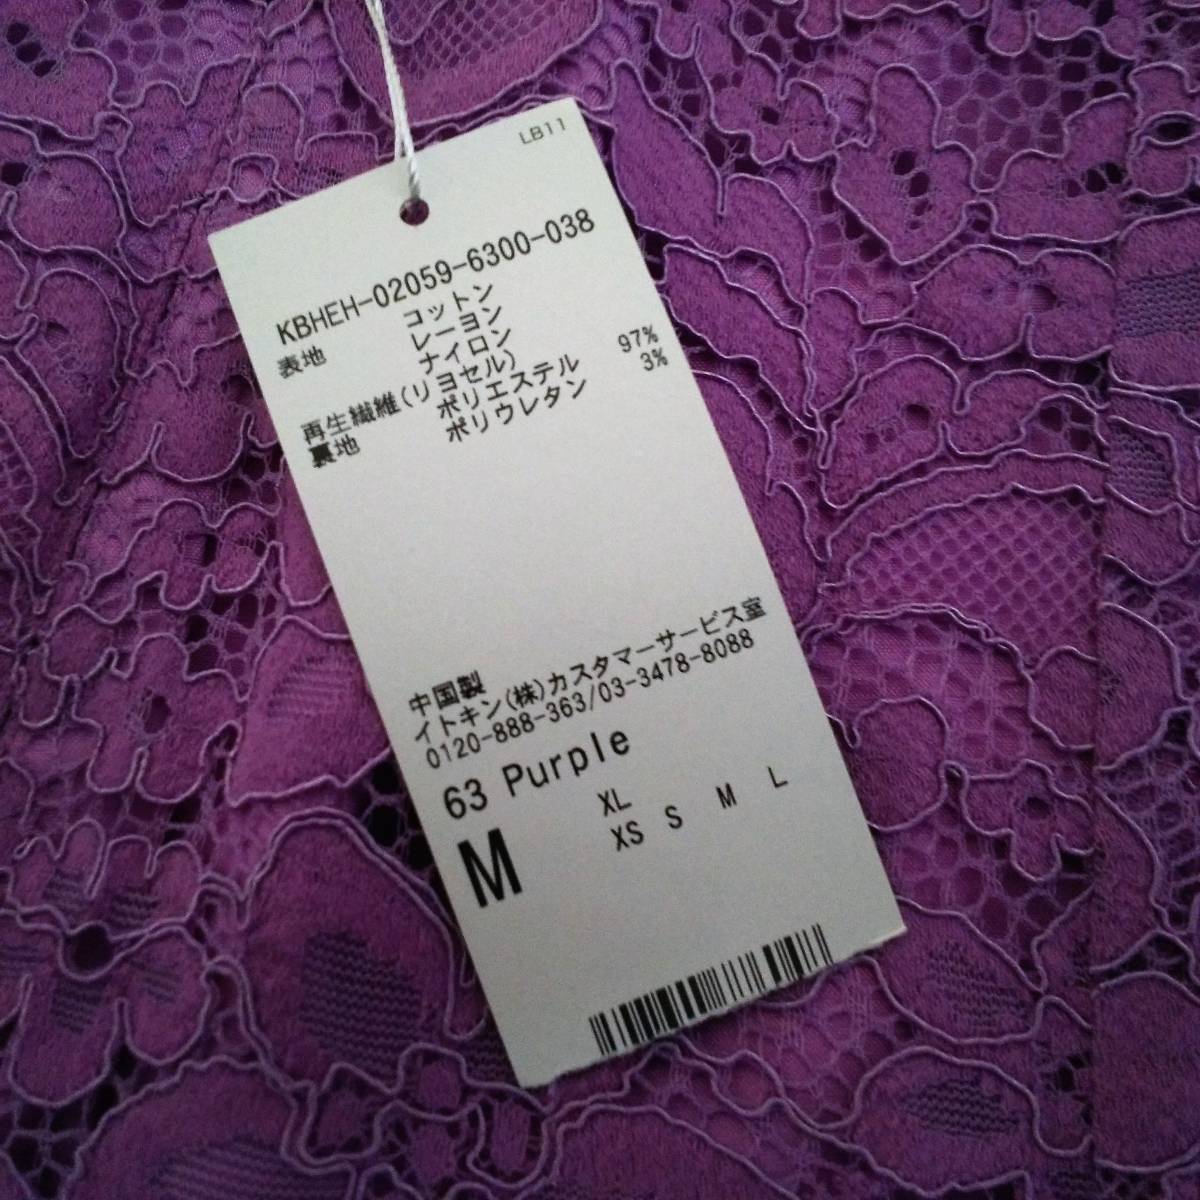 LB11
KBHEH-02059-6300-038
表地 コットン
レーヨン
ナイロン
再生繊維(リヨセル)
裏地 ポリエステル 97%
ポリウレタン 3%
中国製
イトキン(株)カスタマーサービス室
0120-888-363/03-3478-8088
63 Purple
XL
M XS S M L